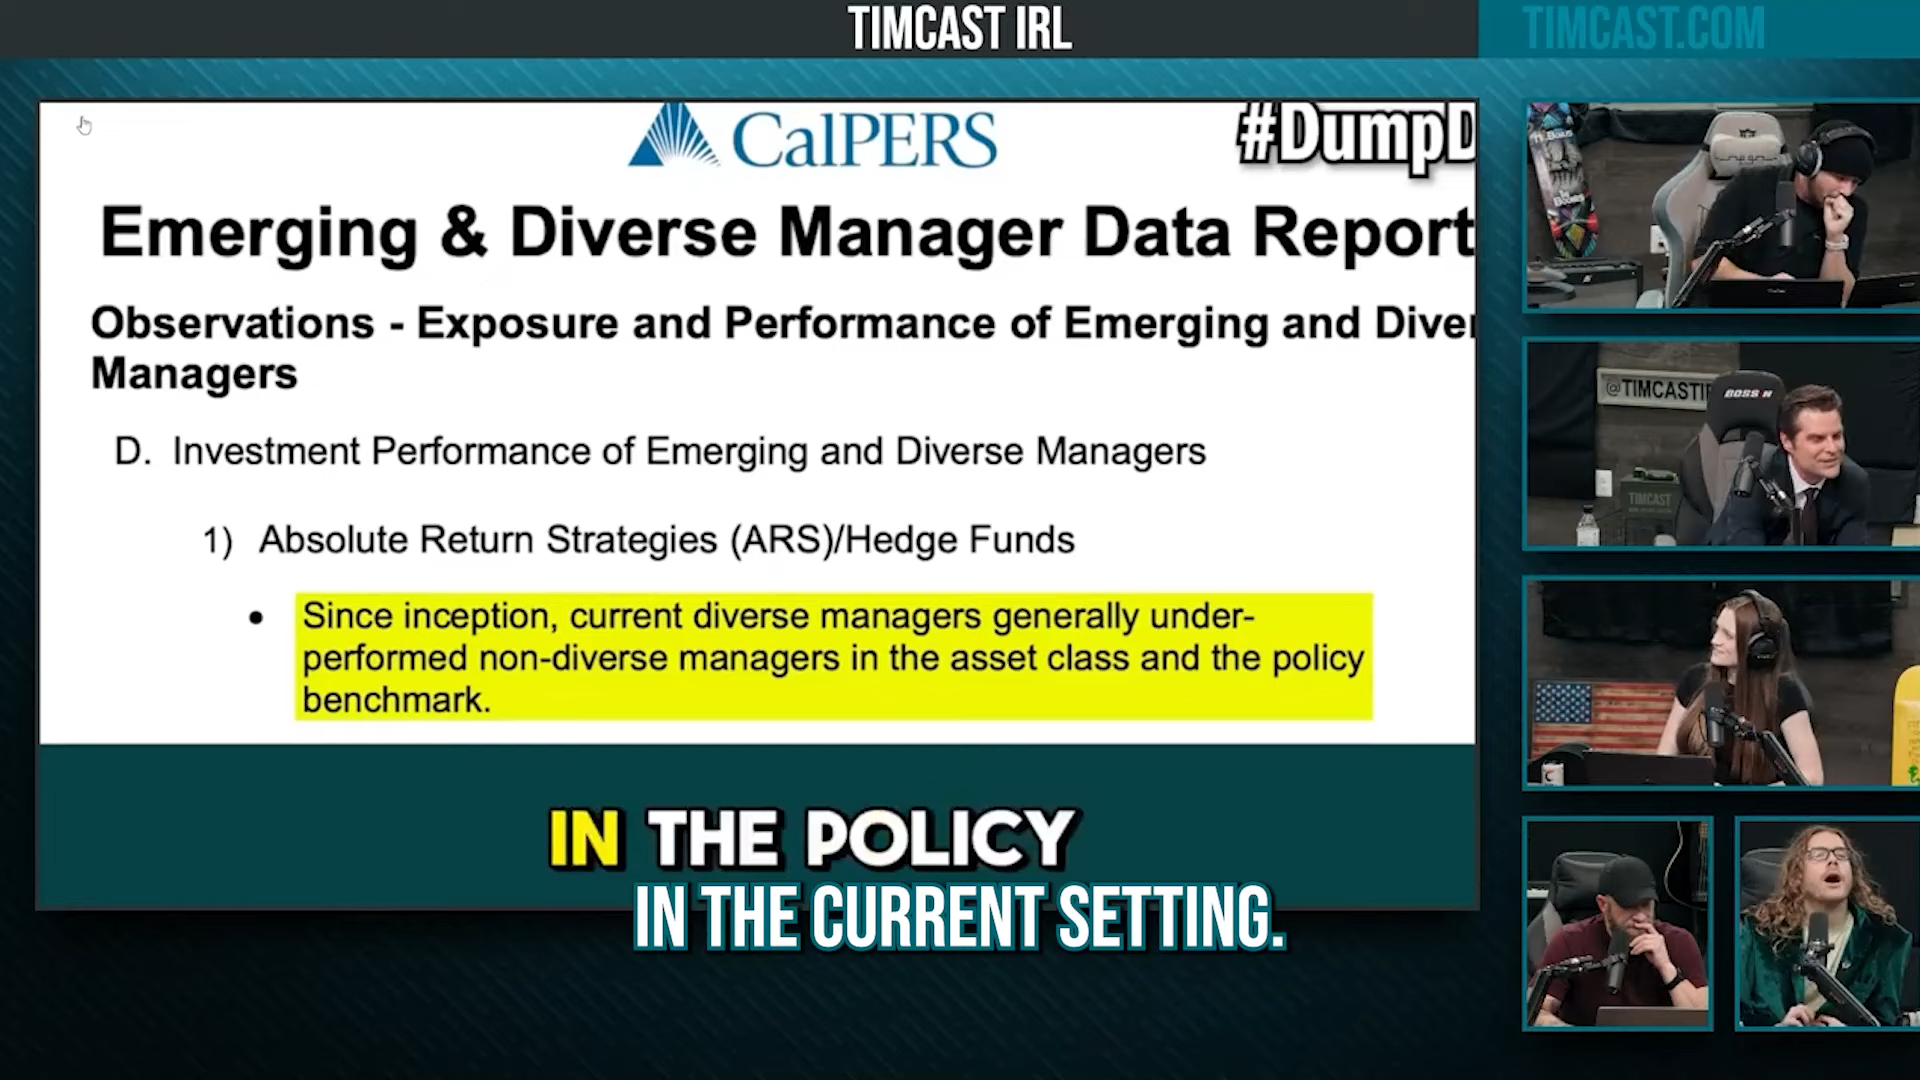 TIMCAST IRL
TIMCAST.COM
CalPERS
#DumpD
Emerging & Diverse Manager Data Report
Observations - Exposure and Performance of Emerging and Diver
Managers
D. Investment Performance of Emerging and Diverse Managers
1) Absolute Return Strategies (ARS)/Hedge Funds
• Since inception, current diverse managers generally under-
performed non-diverse managers in the asset class and the policy
benchmark.
IN THE POLICY
IN THE CURRENT SETTING.
@TIMCASTI
BOSS
TIMCAST